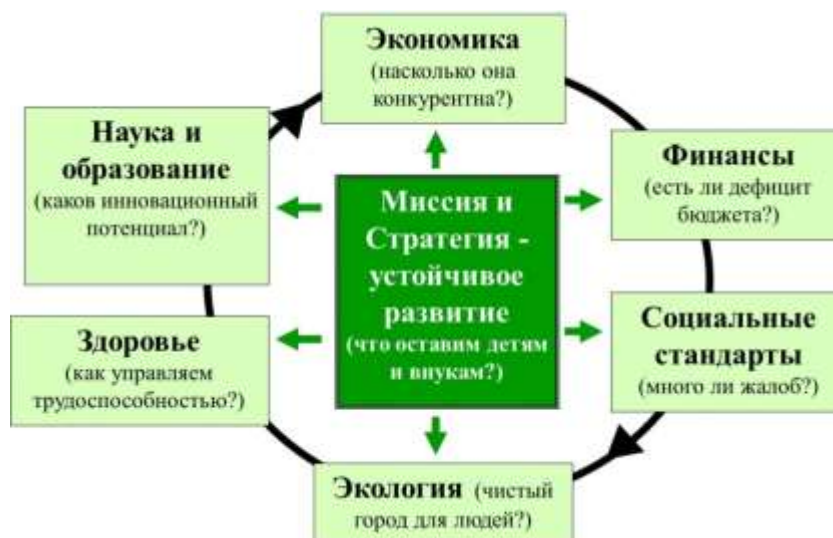 Экономика
(насколько она
конкурентна?)
Наука и
образование
(каков инновационный
потенциал?)
Финансы
(есть ли дефицит
бюджета?)
Миссия и
Стратегия -
устойчивое
развитие
(что оставим детям
и внукам?)
Здоровье
(как управляем
трудоспособностью?)
Социальные
стандарты
(много ли жалоб?)
Экология (чистый
город для людей?)